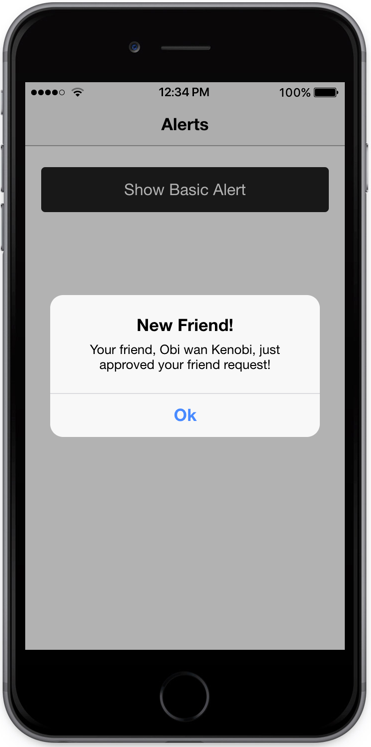 12:34 PM 100%
Alerts
Show Basic Alert
New Friend!
Your friend, Obi wan Kenobi, just
approved your friend request!
Ok